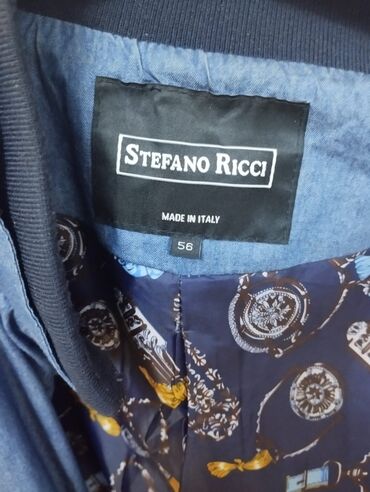 STEFANO RICCI
MADE IN ITALY
56